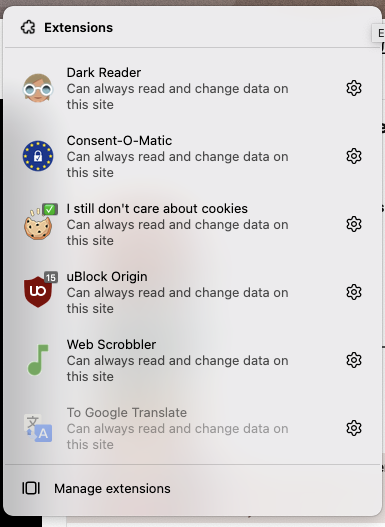 Extensions
Dark Reader
Can always read and change data on
this site
Consent-O-Matic
Can always read and change data on
this site
I still don't care about cookies
Can always read and change data on
this site
15
uBlock Origin
Can always read and change data on
this site
Web Scrobbler
Can always read and change data on
this site
To Google Translate
Can always read and change data on
this site
Manage extensions